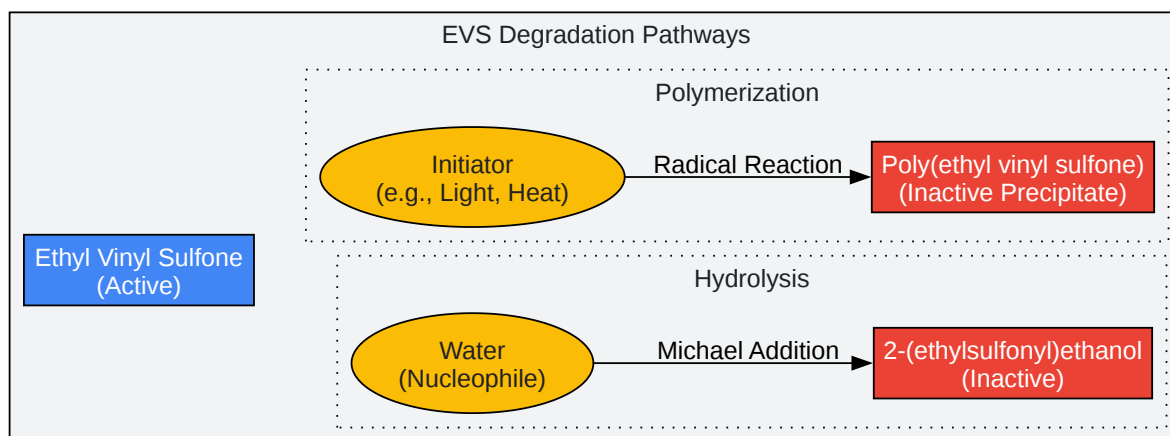 EVS Degradation Pathways
Polymerization
Initiator
(e.g., Light, Heat)
Radical Reaction
Poly(ethyl vinyl sulfone)
(Inactive Precipitate)
Ethyl Vinyl Sulfone
(Active)
Hydrolysis
Water
(Nucleophile)
Michael Addition
2-(ethylsulfonyl)ethanol
(Inactive)